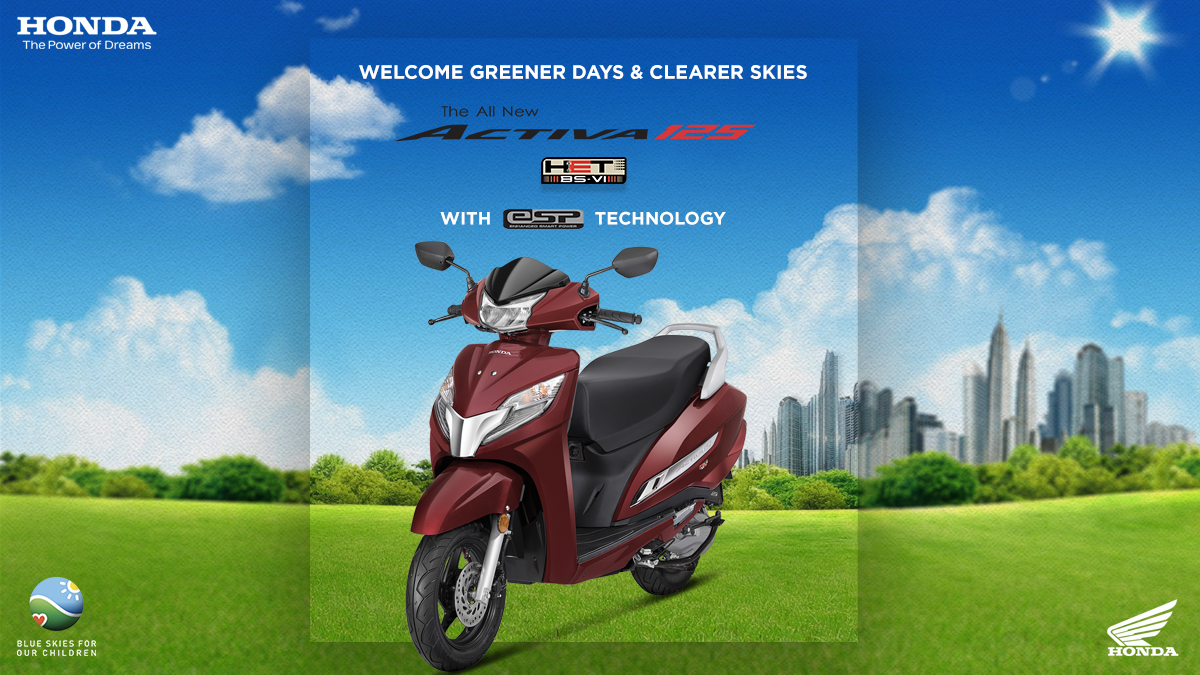 HONDA
The Power of Dreams
WELCOME GREENER DAYS & CLEARER SKIES
The All New
ACTIVA 125
HET
BS-VI
WITH eSP TECHNOLOGY
ENHANCED SMART POWER
HONDA
BLUE SKIES FOR
OUR CHILDREN
HONDA